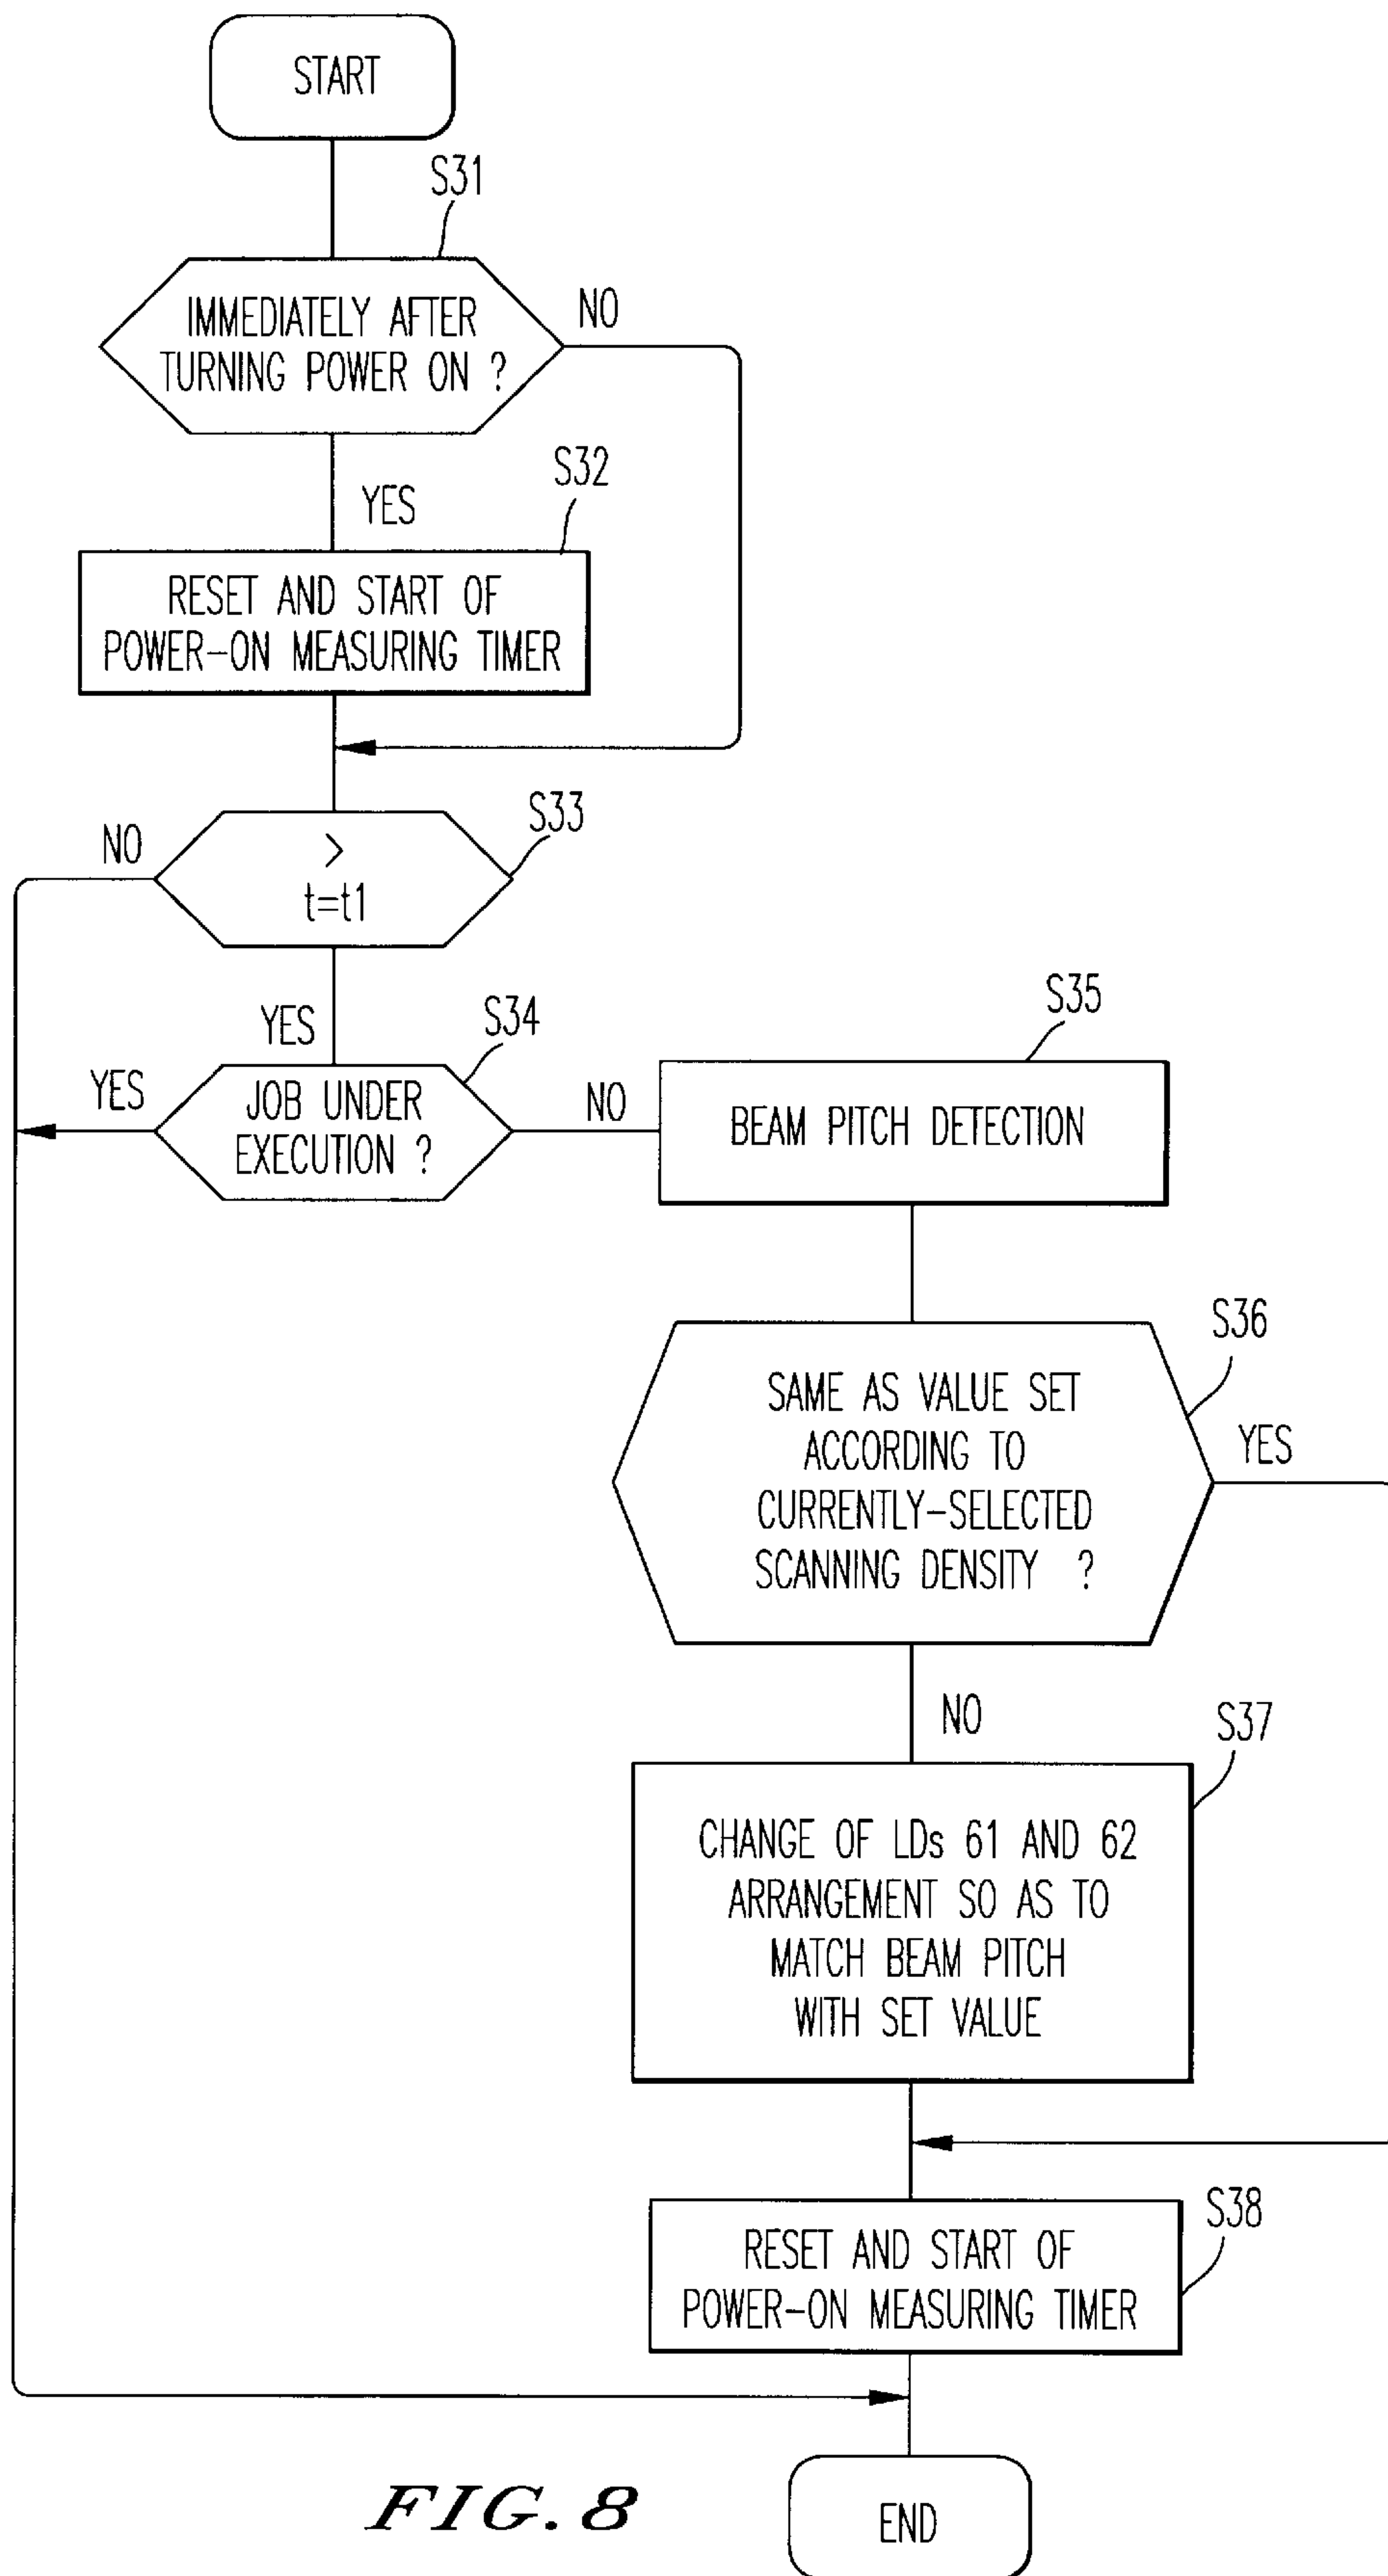 START
S31
IMMEDIATELY AFTER
TURNING POWER ON ?
NO
YES
S32
RESET AND START OF
POWER-ON MEASURING TIMER
S33
NO
>
t=t1
YES
S34
YES
JOB UNDER
EXECUTION ?
NO
S35
BEAM PITCH DETECTION
S36
SAME AS VALUE SET
ACCORDING TO
CURRENTLY-SELECTED
SCANNING DENSITY ?
YES
NO
S37
CHANGE OF LDs 61 AND 62
ARRANGEMENT SO AS TO
MATCH BEAM PITCH
WITH SET VALUE
S38
RESET AND START OF
POWER-ON MEASURING TIMER
END
FIG. 8